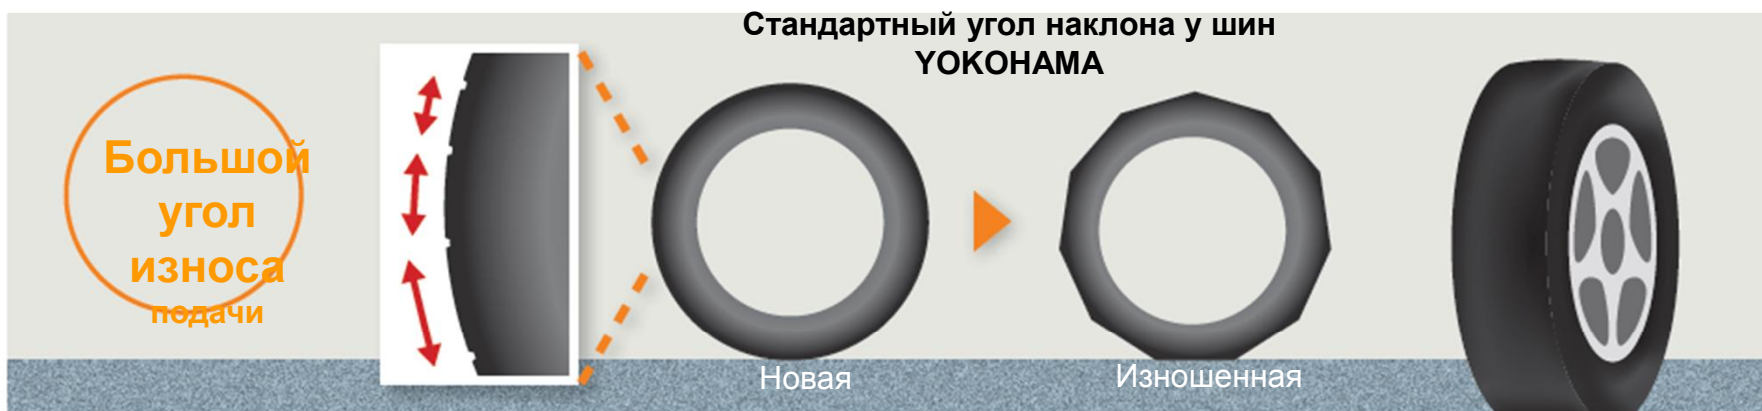 Стандартный угол наклона у шин
YOKOHAMA
Большой
угол
износа
подачи
Новая
Изношенная